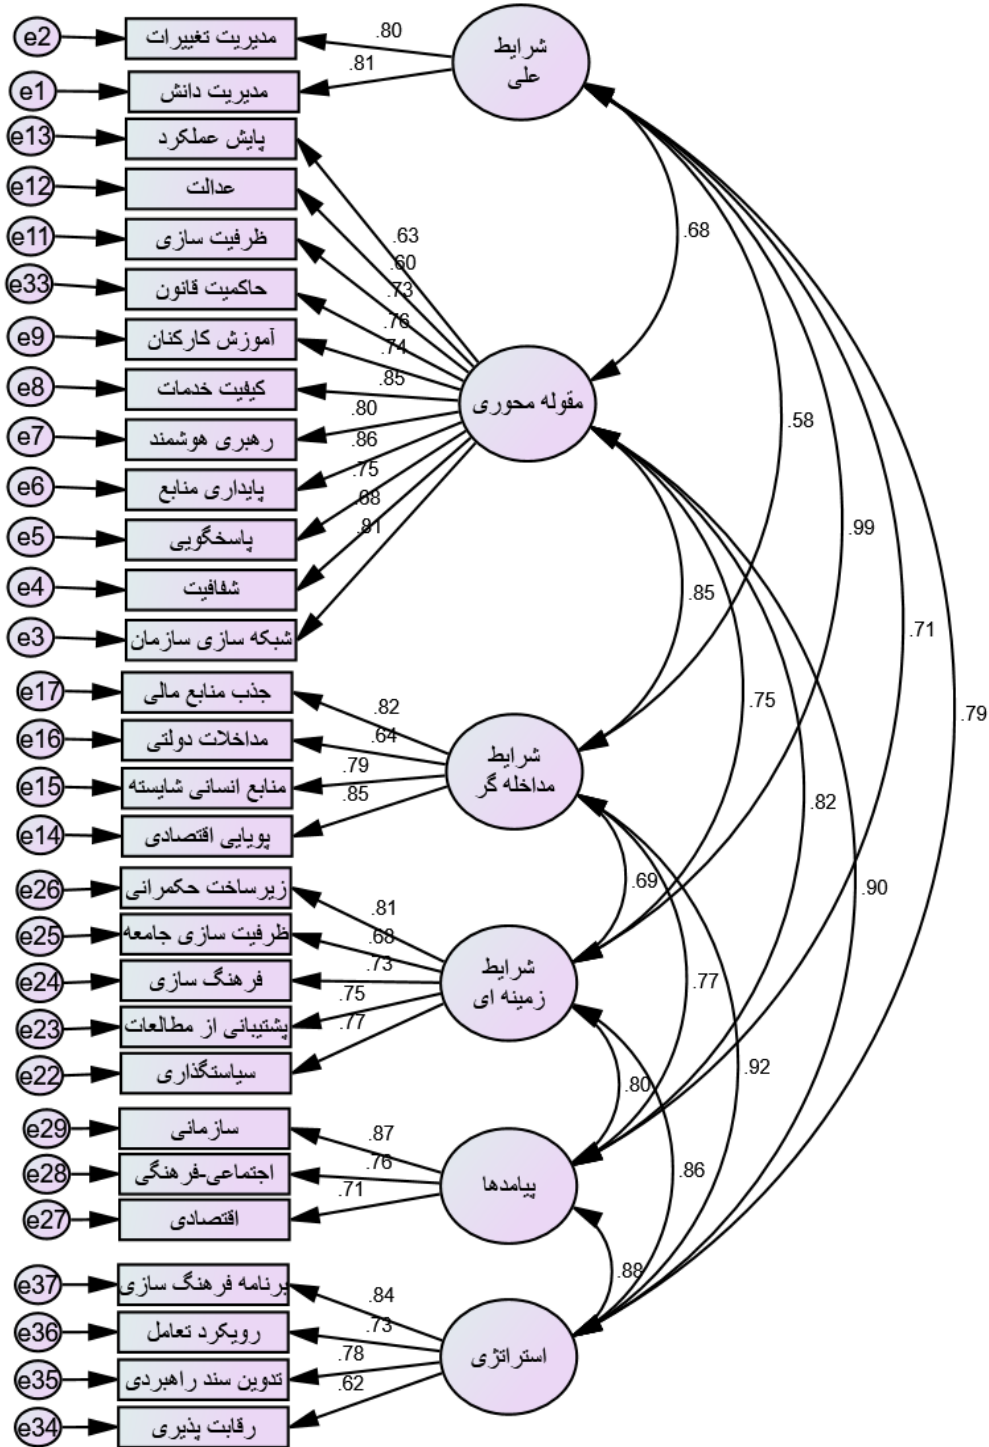 e2
مدیریت تغییرات
.80
شرایط
علی
e1
مدیریت دانش
.81
e13
پایش عملکرد
e12
عدالت
e11
ظرفیت سازی
e33
حاکمیت قانون
e9
آموزش کارکنان
e8
کیفیت خدمات
e7
رهبری هوشمند
e6
پایداری منابع
e5
پاسخگویی
e4
شفافیت
e3
شبکه سازی سازمان
.63
.60
.73
.76
.74
.85
.80
.86
.75
.68
.81
مقوله محوری
e17
جذب منابع مالی
e16
مداخلات دولتی
e15
منابع انسانی شایسته
e14
پویایی اقتصادی
.82
.64
.79
.85
شرایط
مداخله گر
e26
زیرساخت حکمرانی
e25
ظرفیت سازی جامعه
e24
فرهنگ سازی
e23
پشتیبانی از مطالعات
e22
سیاستگذاری
.81
.68
.73
.75
.77
شرایط
زمینه ای
e29
سازمانی
e28
اجتماعی-فرهنگی
e27
اقتصادی
.87
.76
.71
پیامدها
e37
برنامه فرهنگ سازی
e36
رویکرد تعامل
e35
تدوین سند راهبردی
e34
رقابت پذیری
.84
.73
.78
.62
استراتژی
.68
.58
.99
.71
.79
.85
.75
.82
.90
.69
.77
.92
.80
.86
.88